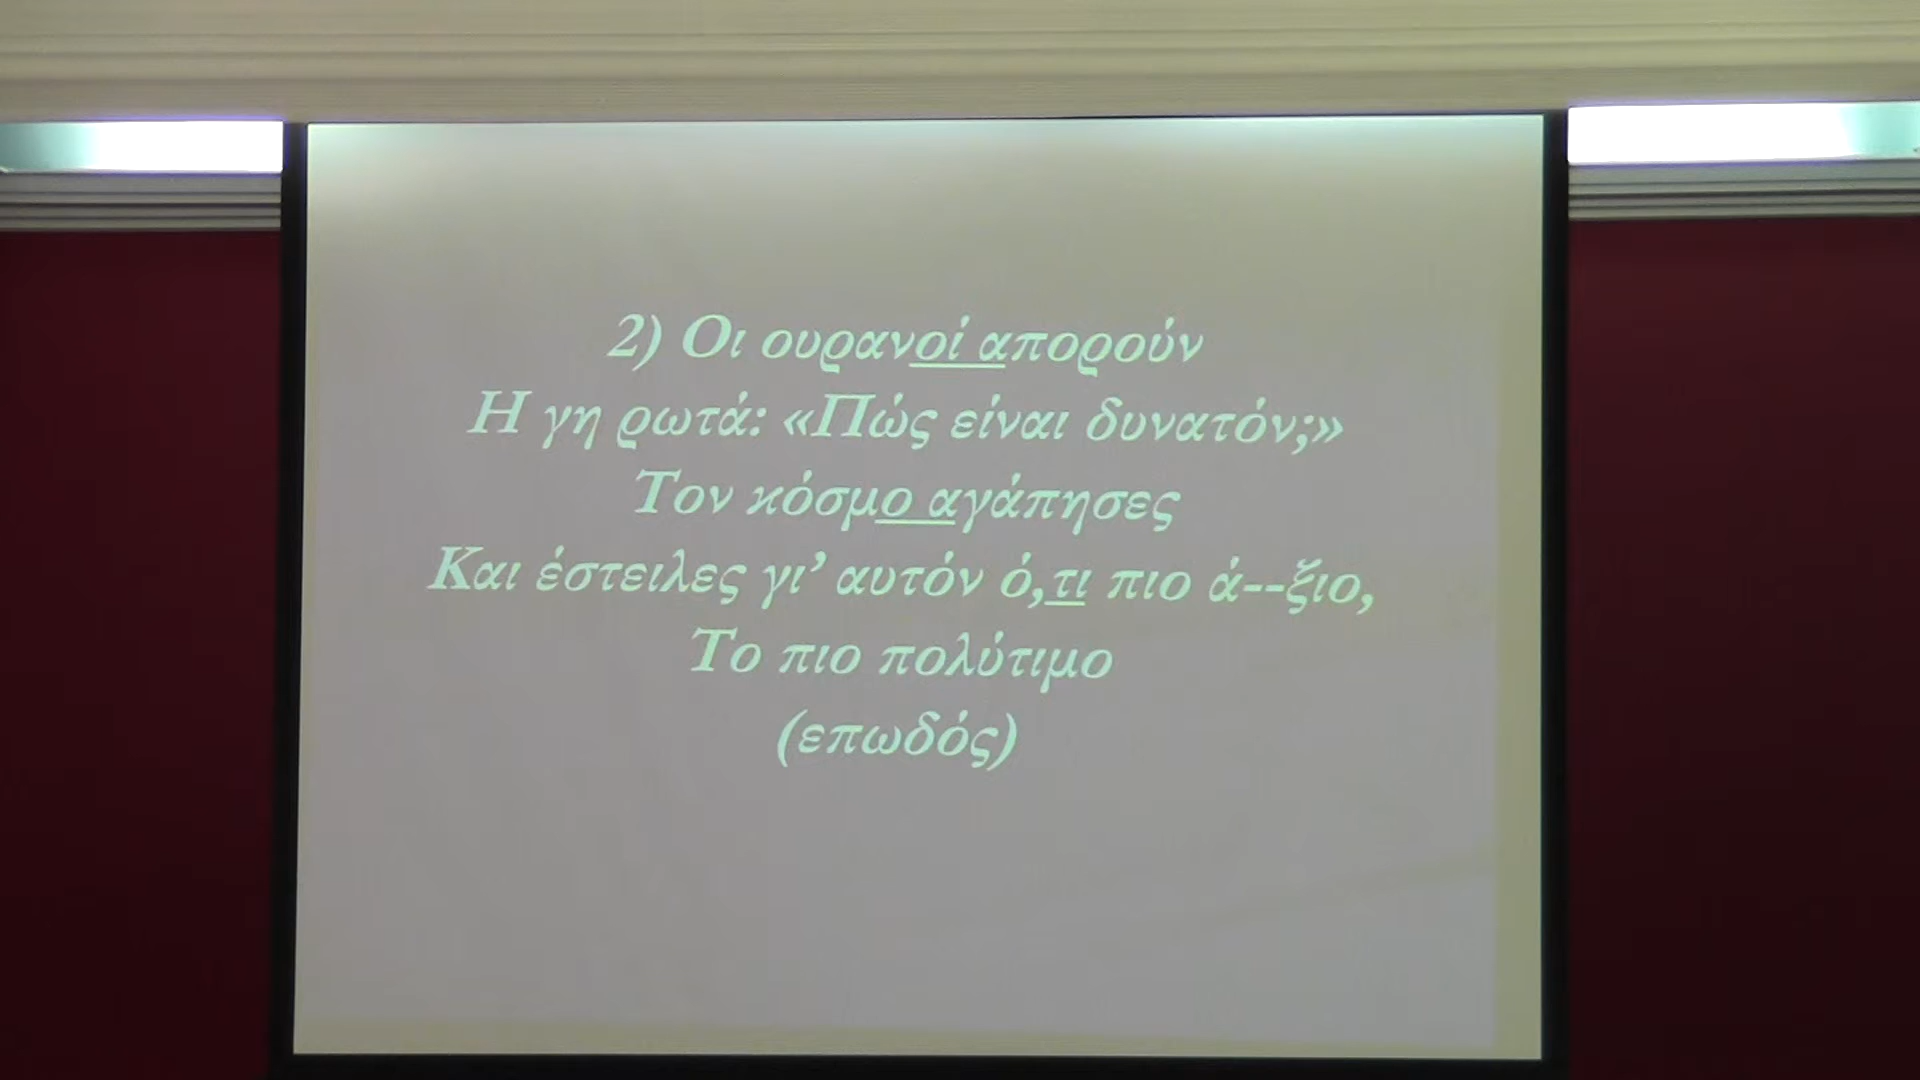 2) Οι ουρανοί απορούν
Η γη ρωτά: «Πώς είναι δυνατόν;»
Τον κόσμο αγάπησες
Και έστειλες γι’ αυτόν ό,τι πιο ά--ξιο,
Το πιο πολύτιμο
(επωδός)